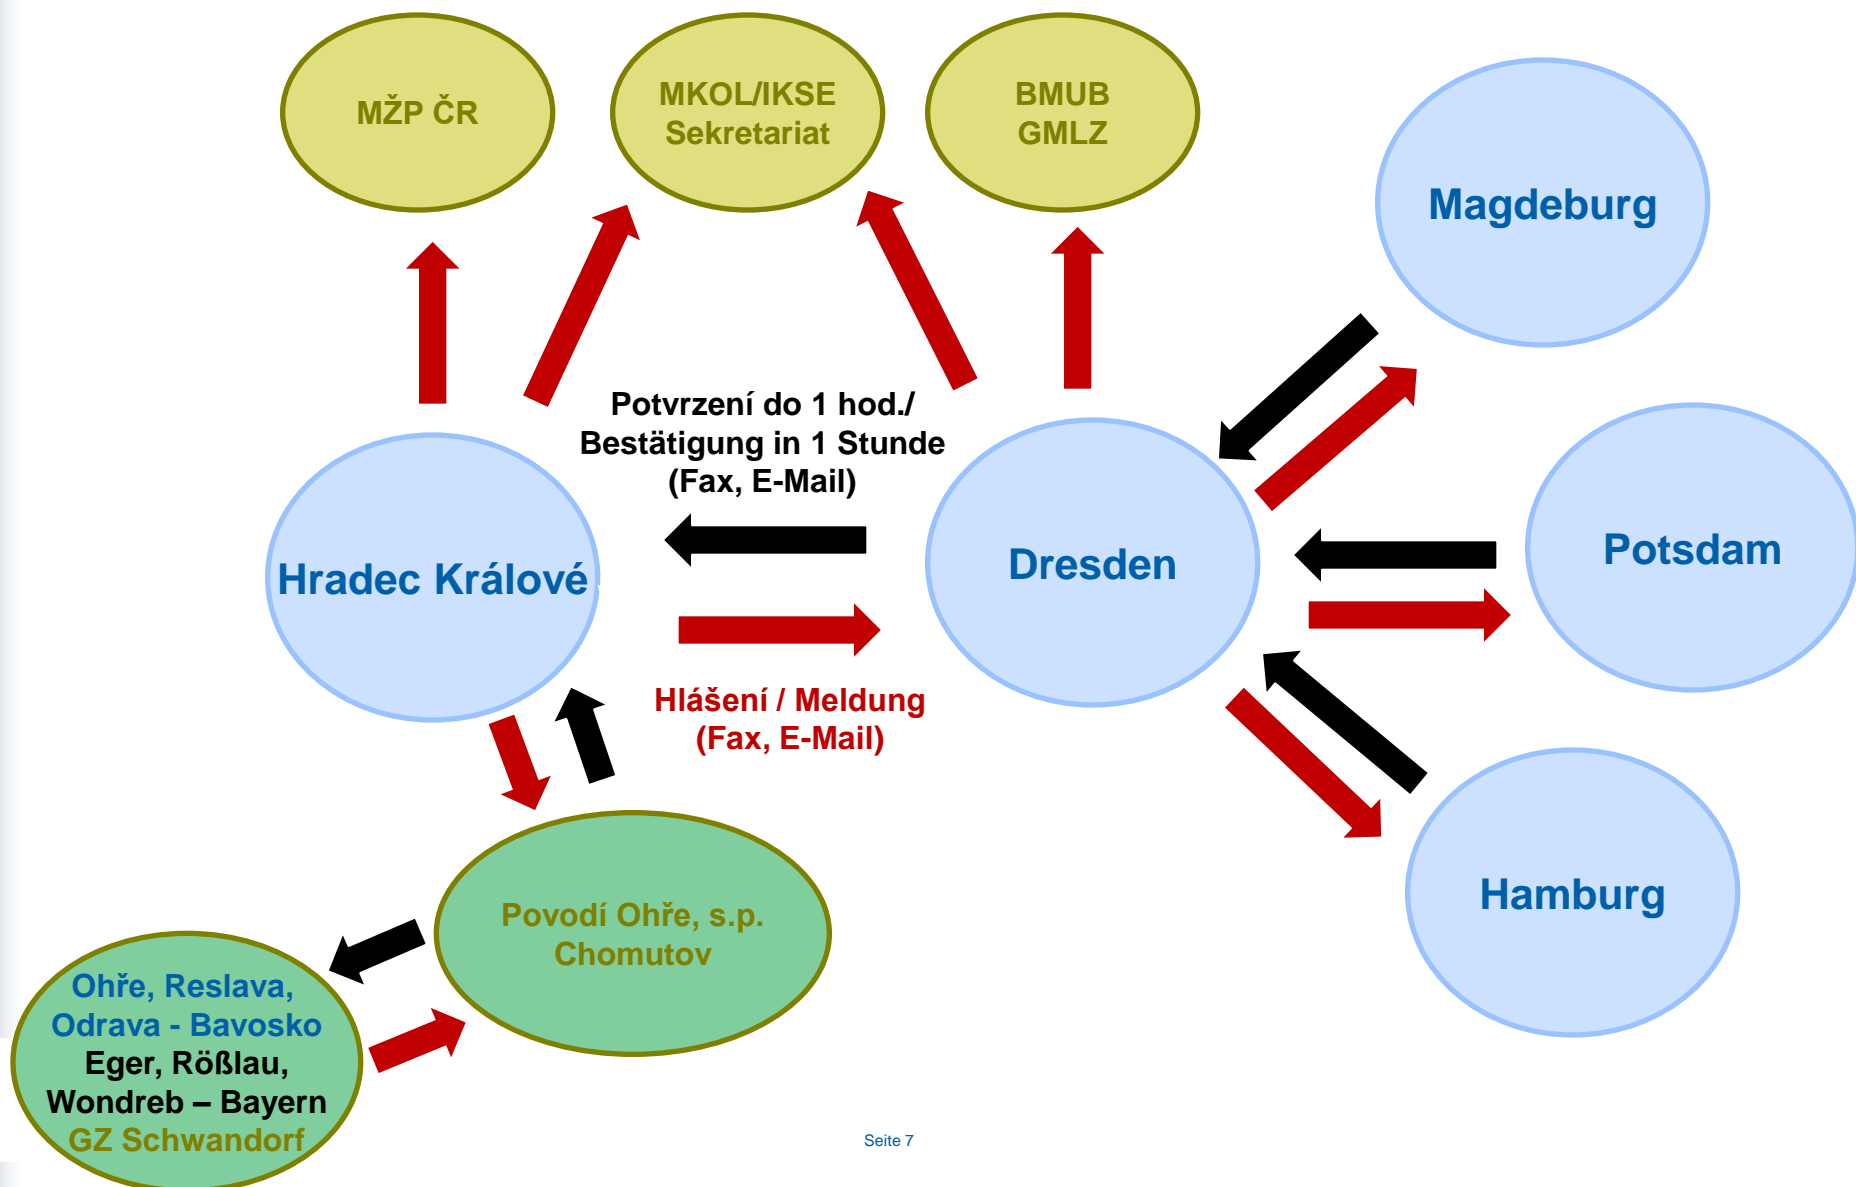 MŽP ČR
MKOL/IKSE
Sekretariat
BMUB
GMLZ
Magdeburg
Potvrzení do 1 hod./
Bestätigung in 1 Stunde
(Fax, E-Mail)
Hradec Králové
Dresden
Potsdam
Hlášení / Meldung
(Fax, E-Mail)
Povodí Ohře, s.p.
Chomutov
Hamburg
Ohře, Reslava,
Odrava - Bavosko
Eger, Rößlau,
Wondreb – Bayern
GZ Schwandorf
Seite 7